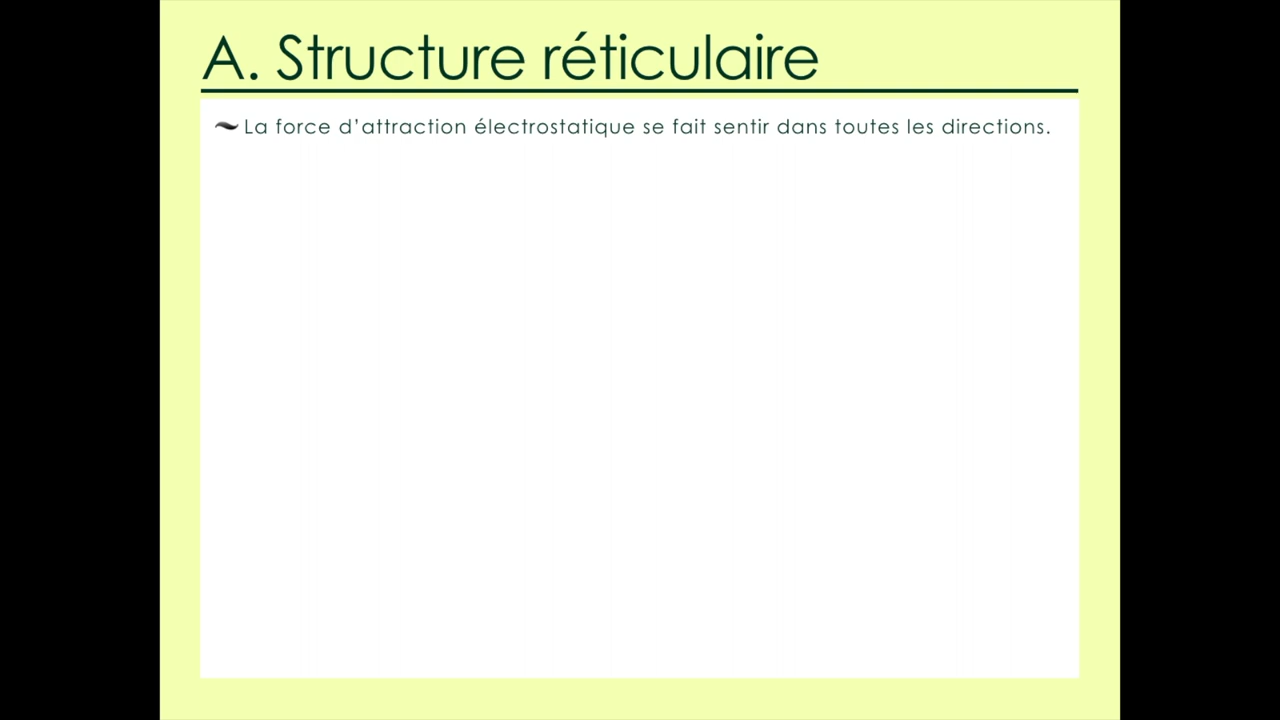 A. Structure réticulaire
La force d’attraction électrostatique se fait sentir dans toutes les directions.